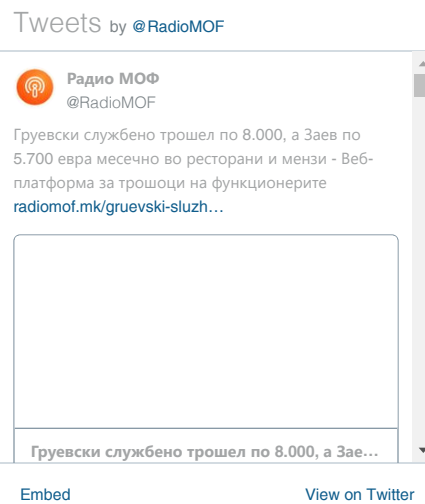 Tweets by @RadioMOF
Радио МОФ
@RadioMOF
Груевски службено трошел по 8.000, а Заев по
5.700 евра месечно во ресторани и мензи - Веб-
платформа за трошоци на функционерите
radiomof.mk/gruevski-sluzh…
Груевски службено трошел по 8.000, а Зае…
Embed View on Twitter